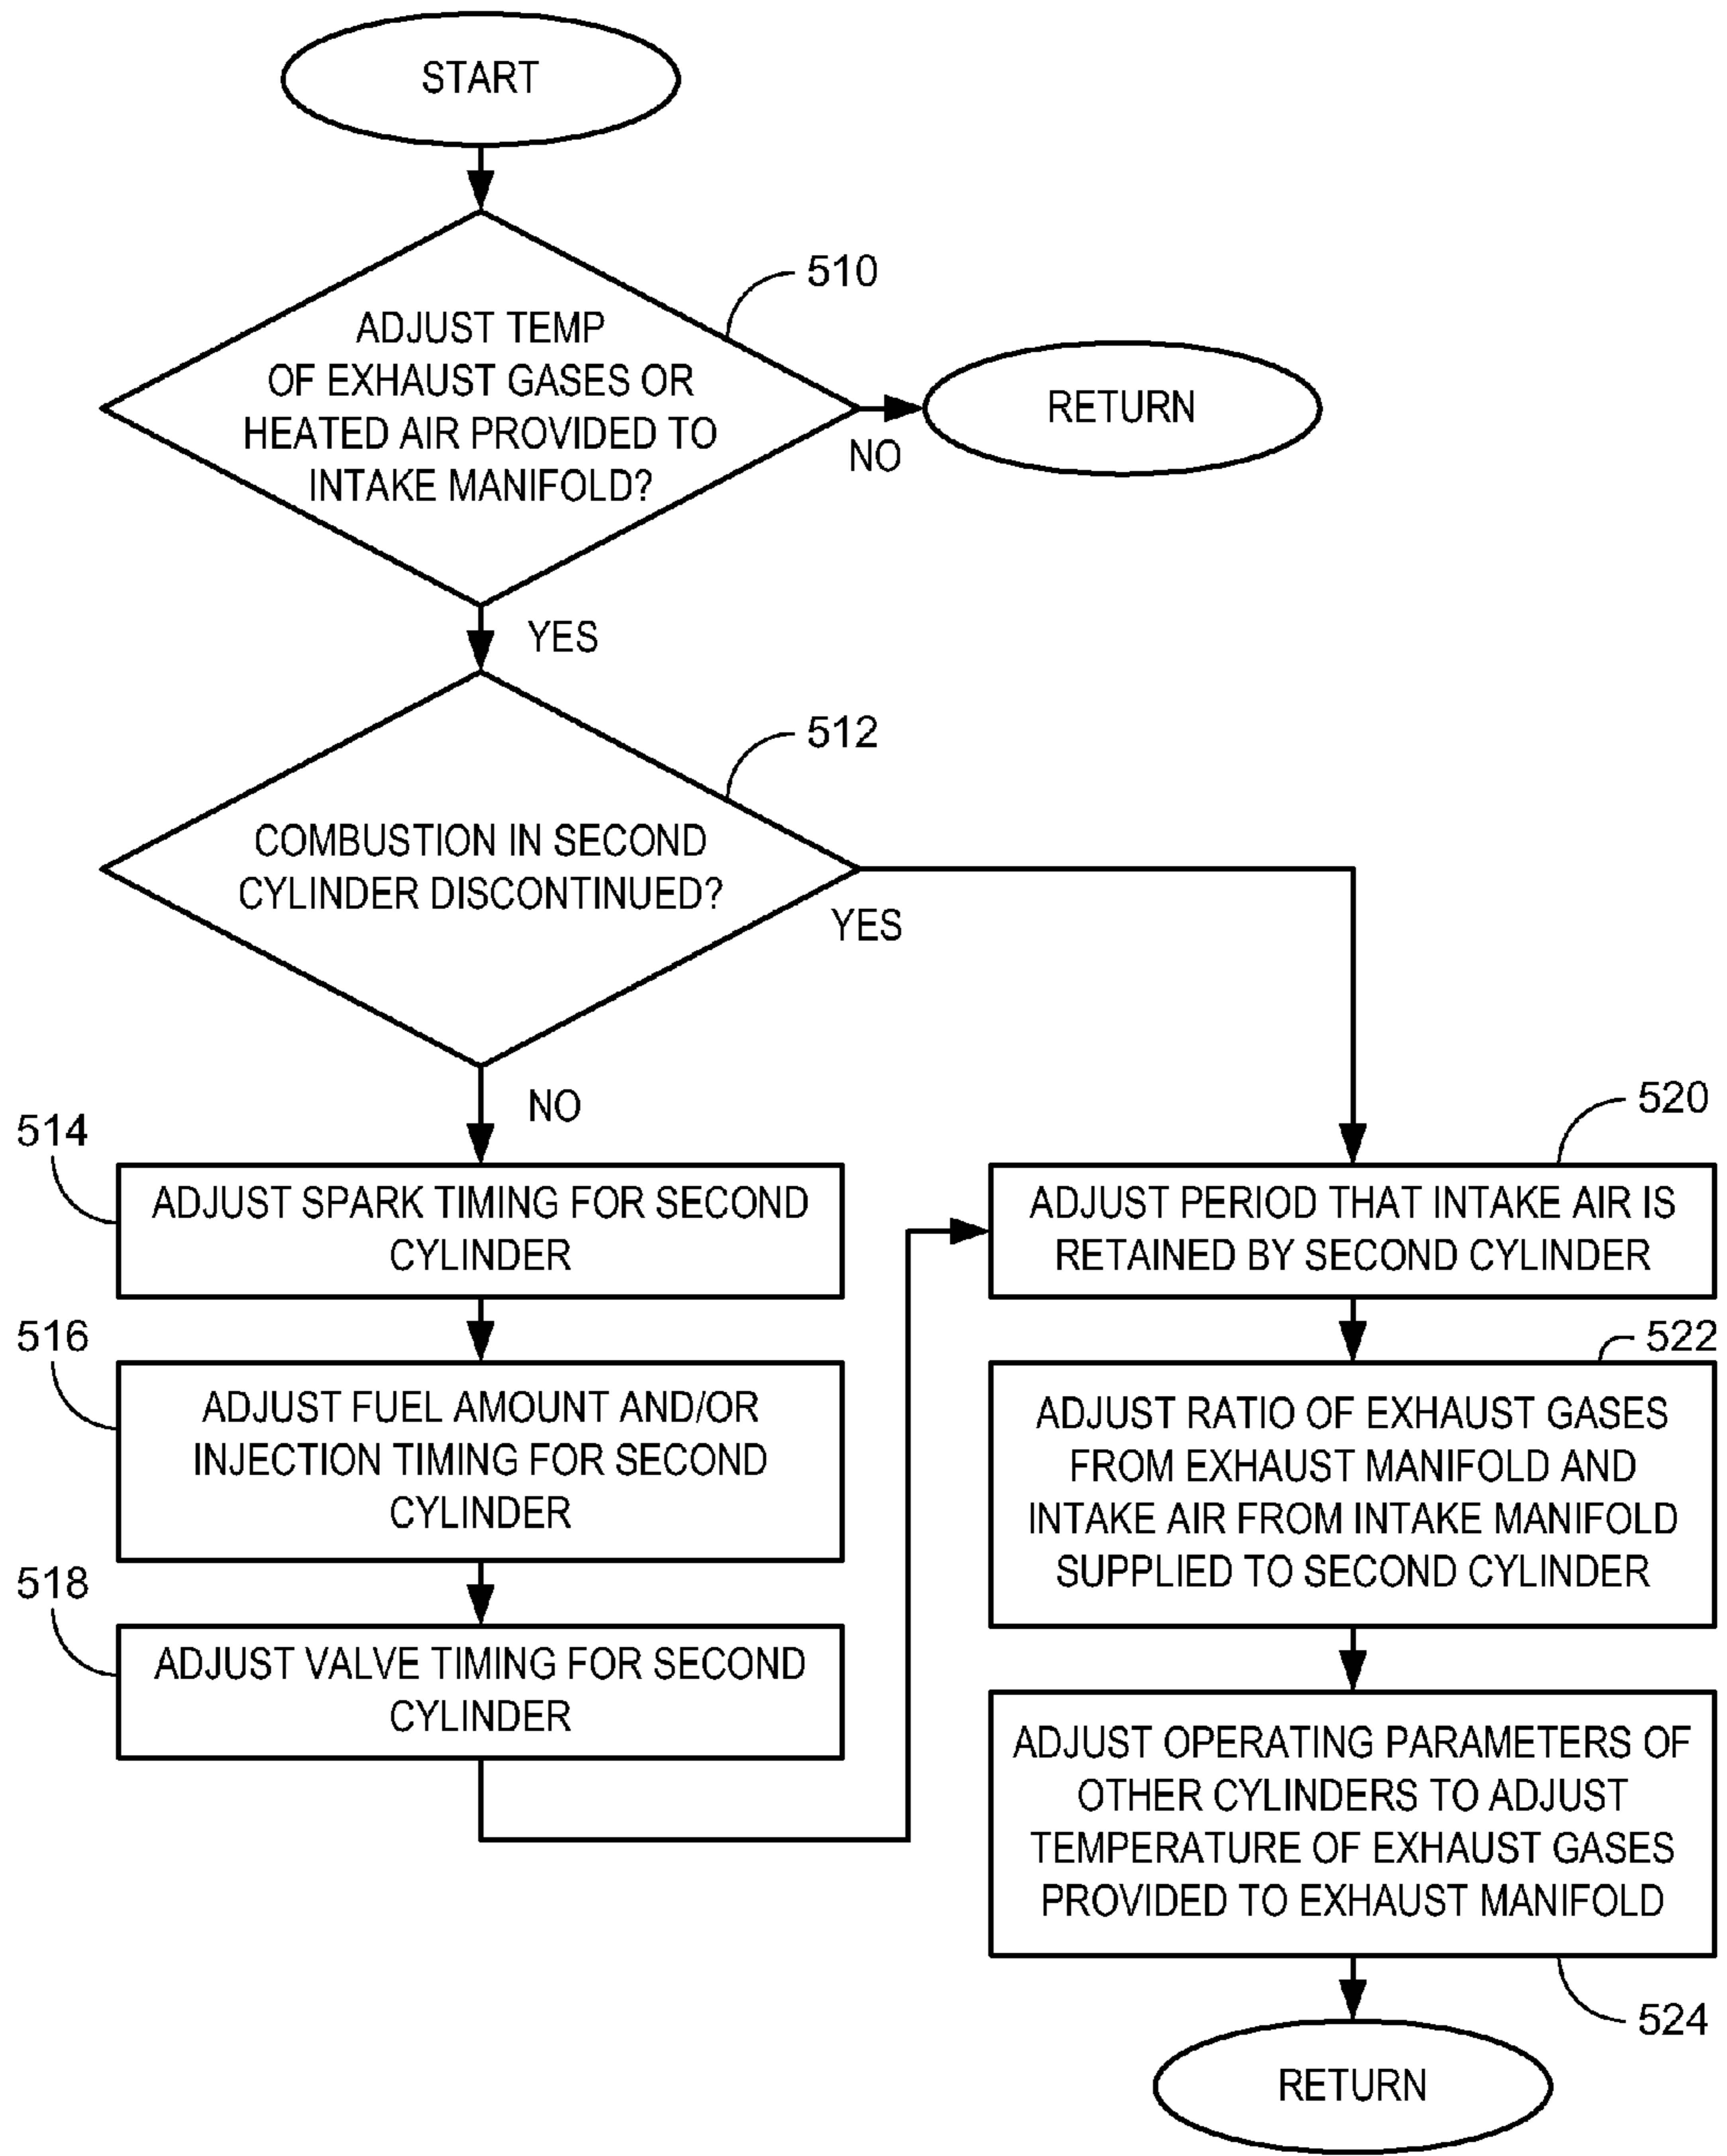 START
510
ADJUST TEMP
OF EXHAUST GASES OR
HEATED AIR PROVIDED TO
INTAKE MANIFOLD?
NO
RETURN
YES
512
COMBUSTION IN SECOND
CYLINDER DISCONTINUED?
YES
NO
514
ADJUST SPARK TIMING FOR SECOND
CYLINDER
516
ADJUST FUEL AMOUNT AND/OR
INJECTION TIMING FOR SECOND
CYLINDER
518
ADJUST VALVE TIMING FOR SECOND
CYLINDER
520
ADJUST PERIOD THAT INTAKE AIR IS
RETAINED BY SECOND CYLINDER
522
ADJUST RATIO OF EXHAUST GASES
FROM EXHAUST MANIFOLD AND
INTAKE AIR FROM INTAKE MANIFOLD
SUPPLIED TO SECOND CYLINDER
ADJUST OPERATING PARAMETERS OF
OTHER CYLINDERS TO ADJUST
TEMPERATURE OF EXHAUST GASES
PROVIDED TO EXHAUST MANIFOLD
524
RETURN